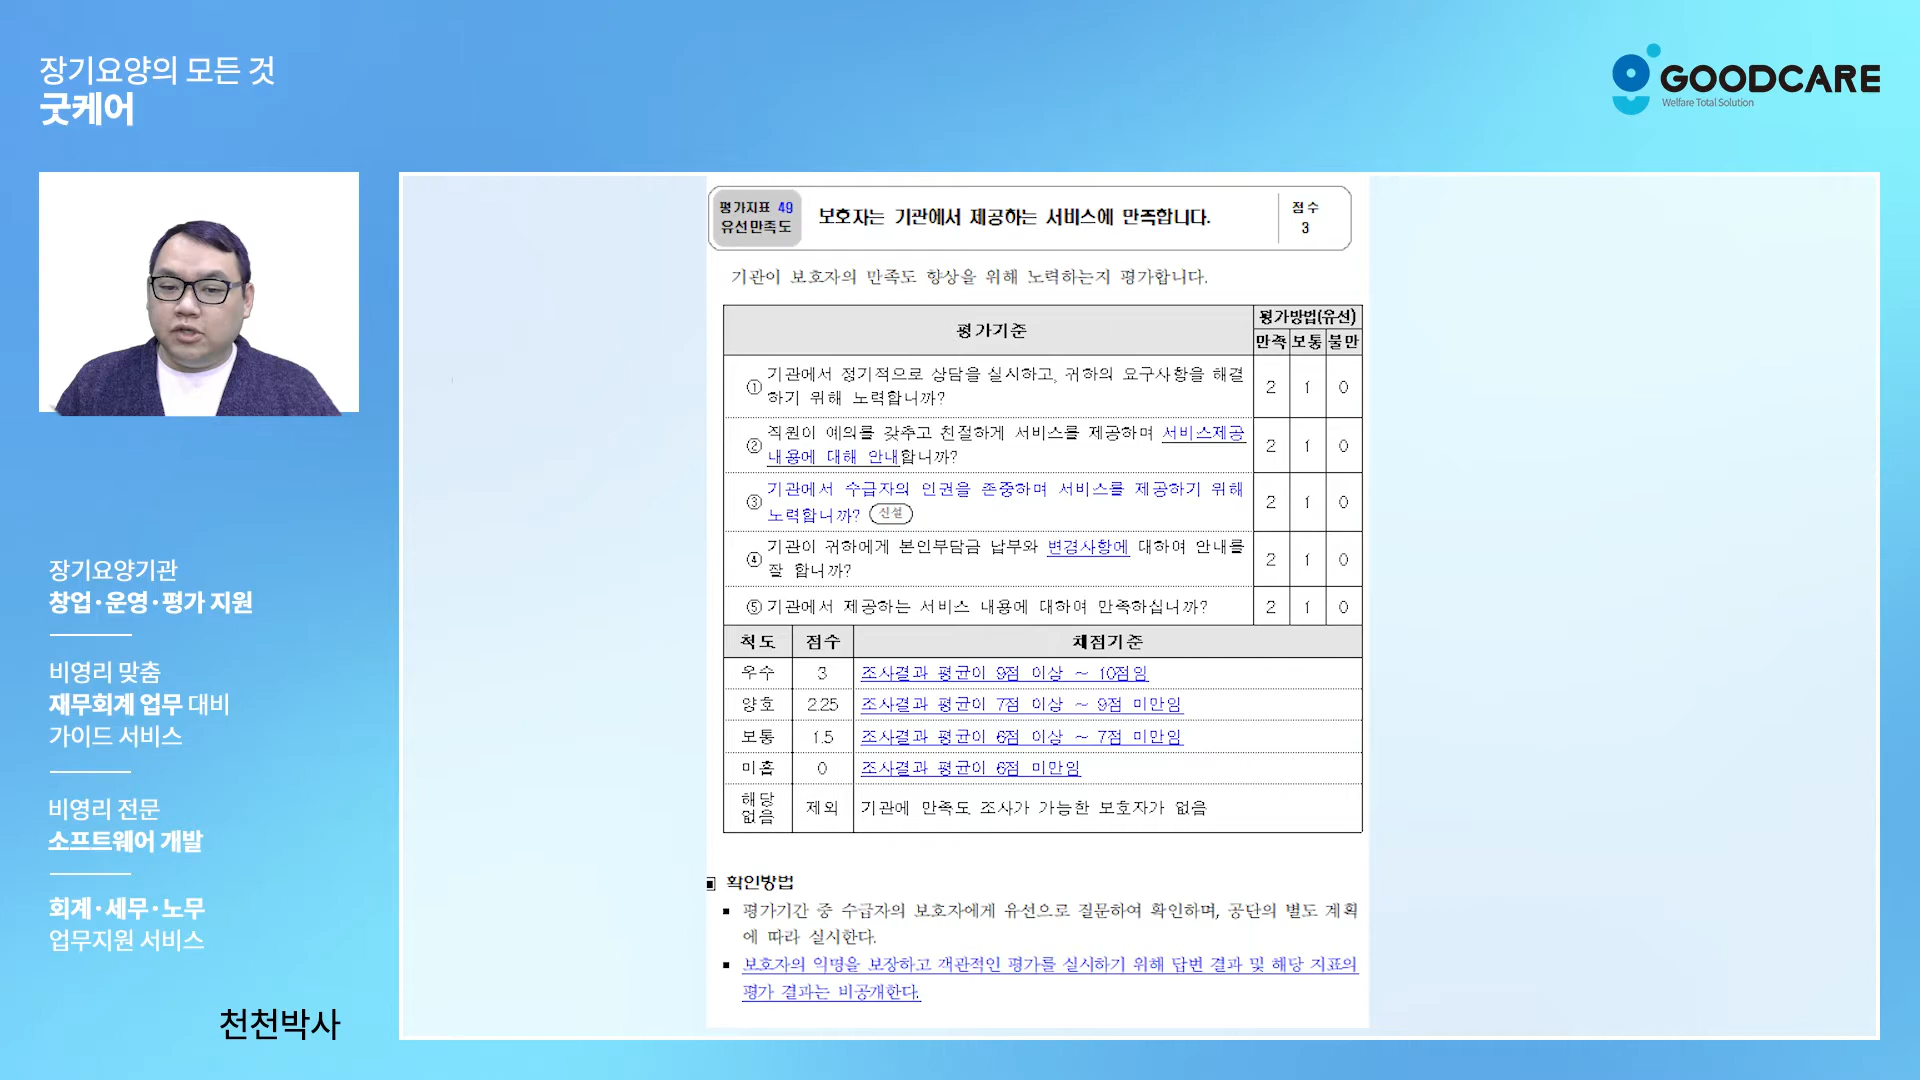 장기요양의 모든 것
굿케어
GOODCARE
Welfare Total Solution
장기요양기관
창업·운영·평가 지원
비영리 맞춤
재무회계 업무 대비
가이드 서비스
비영리 전문
소프트웨어 개발
회계·세무·노무
업무지원 서비스
천천박사
평가지표 49
유선만족도
보호자는 기관에서 제공하는 서비스에 만족합니다.
점수
3
기관이 보호자의 만족도 향상을 위해 노력하는지 평가합니다.
평가기준
평가방법(유선)
만족 보통 불만
① 기관에서 정기적으로 상담을 실시하고, 귀하의 요구사항을 해결
하기 위해 노력합니까?
2 1 0
② 직원이 예의를 갖추고 친절하게 서비스를 제공하며 서비스제공
내용에 대해 안내합니까?
2 1 0
③ 기관에서 수급자의 인권을 존중하며 서비스를 제공하기 위해
노력합니까? 신설
2 1 0
④ 기관이 귀하에게 본인부담금 납부와 변경사항에 대하여 안내를
잘 합니까?
2 1 0
⑤ 기관에서 제공하는 서비스 내용에 대하여 만족하십니까? 2 1 0
척도 점수 채점기준
우수 3 조사결과 평균이 9점 이상 ~ 10점임
양호 2.25 조사결과 평균이 7점 이상 ~ 9점 미만임
보통 1.5 조사결과 평균이 6점 이상 ~ 7점 미만임
미흡 0 조사결과 평균이 6점 미만임
해당
없음
제외 기관에 만족도 조사가 가능한 보호자가 없음
▣ 확인방법
▪ 평가기간 중 수급자의 보호자에게 유선으로 질문하여 확인하며, 공단의 별도 계획
에 따라 실시한다.
▪ 보호자의 익명을 보장하고 객관적인 평가를 실시하기 위해 답변 결과 및 해당 지표의
평가 결과는 비공개한다.